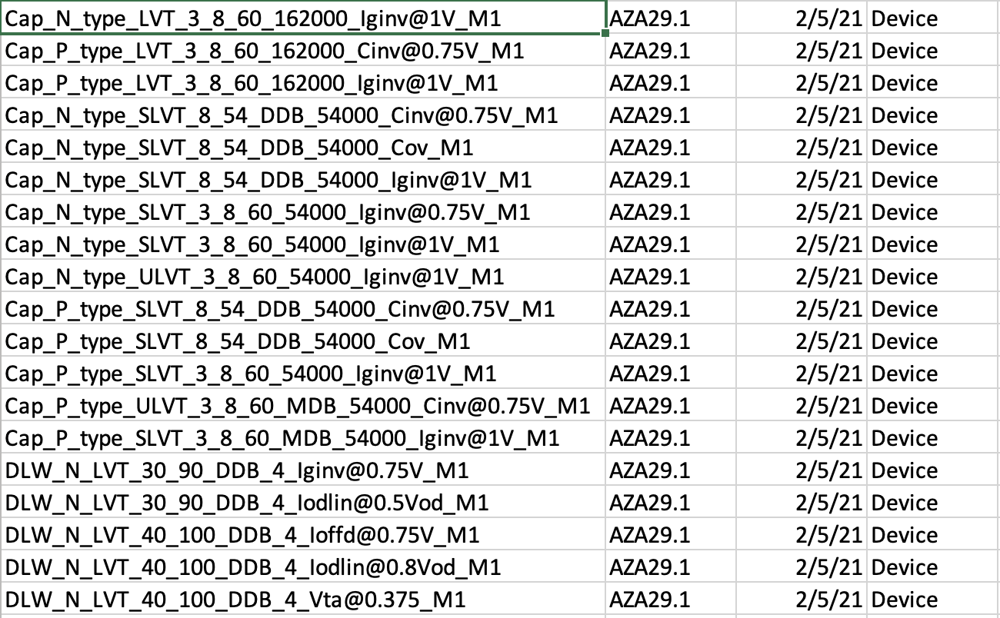 Cap_N_type_LVT_3_8_60_162000_Iginv@1V_M1 AZA29.1 2/5/21 Device
Cap_P_type_LVT_3_8_60_162000_Cinv@0.75V_M1 AZA29.1 2/5/21 Device
Cap_P_type_LVT_3_8_60_162000_Iginv@1V_M1 AZA29.1 2/5/21 Device
Cap_N_type_SLVT_8_54_DDB_54000_Cinv@0.75V_M1 AZA29.1 2/5/21 Device
Cap_N_type_SLVT_8_54_DDB_54000_Cov_M1 AZA29.1 2/5/21 Device
Cap_N_type_SLVT_8_54_DDB_54000_Iginv@1V_M1 AZA29.1 2/5/21 Device
Cap_N_type_SLVT_3_8_60_54000_Iginv@0.75V_M1 AZA29.1 2/5/21 Device
Cap_N_type_SLVT_3_8_60_54000_Iginv@1V_M1 AZA29.1 2/5/21 Device
Cap_N_type_ULVT_3_8_60_54000_Iginv@1V_M1 AZA29.1 2/5/21 Device
Cap_P_type_SLVT_8_54_DDB_54000_Cinv@0.75V_M1 AZA29.1 2/5/21 Device
Cap_P_type_SLVT_8_54_DDB_54000_Cov_M1 AZA29.1 2/5/21 Device
Cap_P_type_SLVT_3_8_60_54000_Iginv@1V_M1 AZA29.1 2/5/21 Device
Cap_P_type_ULVT_3_8_60_MDB_54000_Cinv@0.75V_M1 AZA29.1 2/5/21 Device
Cap_P_type_SLVT_3_8_60_MDB_54000_Iginv@1V_M1 AZA29.1 2/5/21 Device
DLW_N_LVT_30_90_DDB_4_Iginv@0.75V_M1 AZA29.1 2/5/21 Device
DLW_N_LVT_30_90_DDB_4_Iodlin@0.5Vod_M1 AZA29.1 2/5/21 Device
DLW_N_LVT_40_100_DDB_4_Ioffd@0.75V_M1 AZA29.1 2/5/21 Device
DLW_N_LVT_40_100_DDB_4_Iodlin@0.8Vod_M1 AZA29.1 2/5/21 Device
DLW_N_LVT_40_100_DDB_4_Vta@0.375_M1 AZA29.1 2/5/21 Device